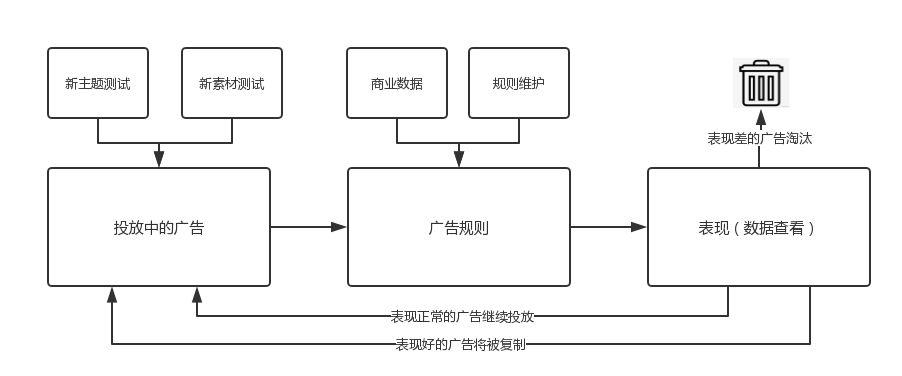 新主题测试
新素材测试
商业数据
规则维护
表现差的广告淘汰
投放中的广告
广告规则
表现（数据查看）
表现正常的广告继续投放
表现好的广告将被复制